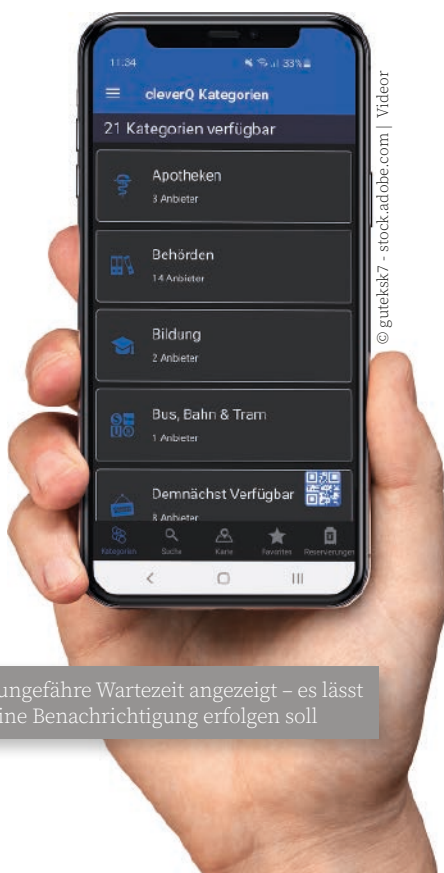 11:34
33%
cleverQ Kategorien
21 Kategorien verfügbar
Apotheken
3 Anbieter
Behörden
14 Anbieter
Bildung
2 Anbieter
Bus, Bahn & Tram
1 Anbieter
Demnächst Verfügbar
8 Anbieter
Kategorien
Suche
Karte
Favoriten
Reservierungen
© guteksk7 - stock.adobe.com | Videor
ungefähre Wartezeit angezeigt – es lässt
ine Benachrichtigung erfolgen soll